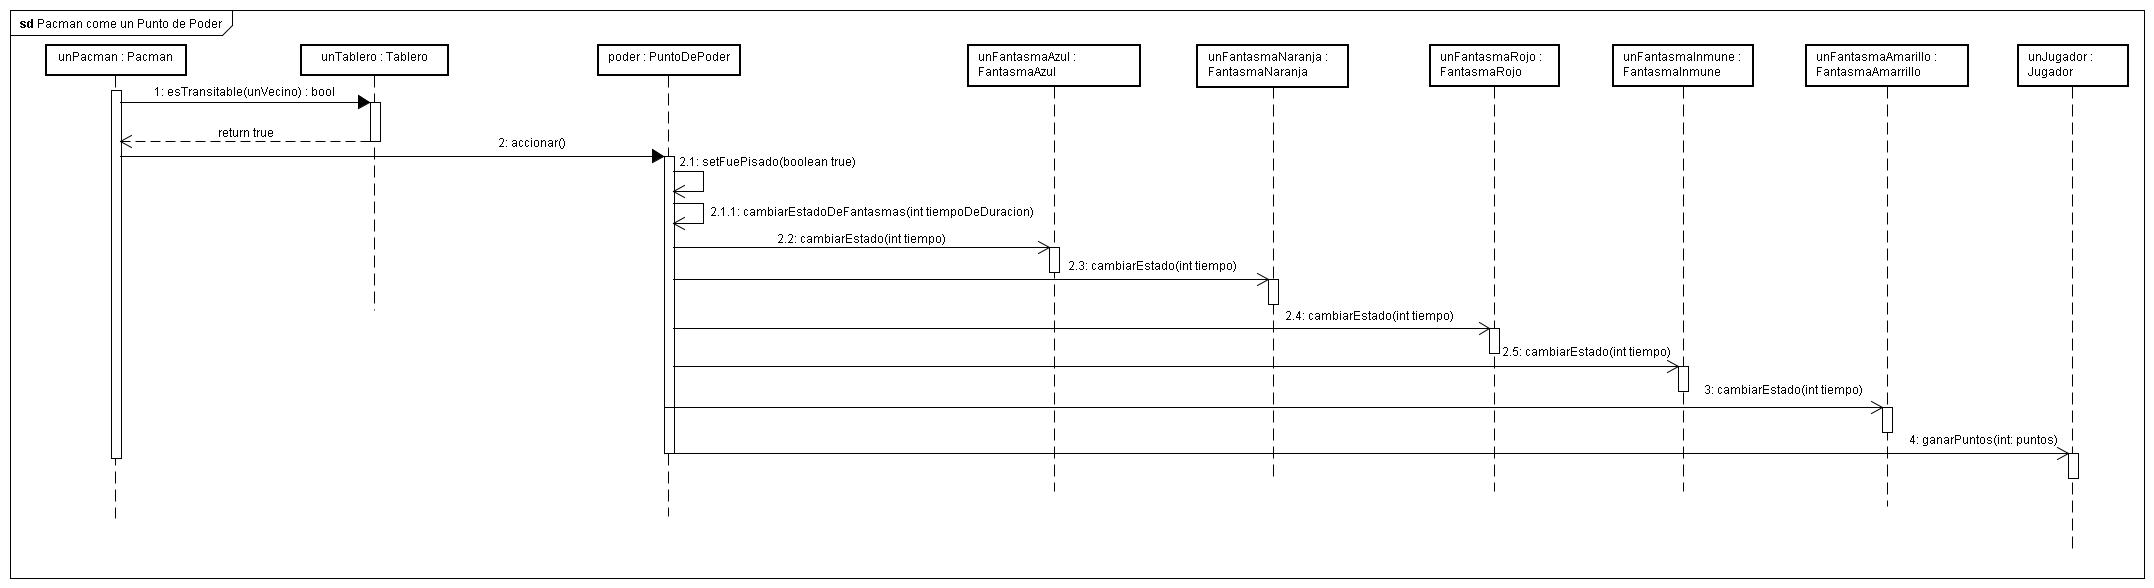 sd Pacman come un Punto de Poder
unPacman : Pacman
unTablero : Tablero
poder : PuntoDePoder
unFantasmaAzul :
FantasmaAzul
unFantasmaNaranja :
FantasmaNaranja
unFantasmaRojo :
FantasmaRojo
unFantasmaInmune :
FantasmaInmune
unFantasmaAmarillo :
FantasmaAmarrillo
unJugador :
Jugador
1: esTransitable(unVecino) : bool
return true
2: accionar()
2.1: setFuePisado(boolean true)
2.1.1: cambiarEstadoDeFantasmas(int tiempoDeDuracion)
2.2: cambiarEstado(int tiempo)
2.3: cambiarEstado(int tiempo)
2.4: cambiarEstado(int tiempo)
2.5: cambiarEstado(int tiempo)
3: cambiarEstado(int tiempo)
4: ganarPuntos(int: puntos)